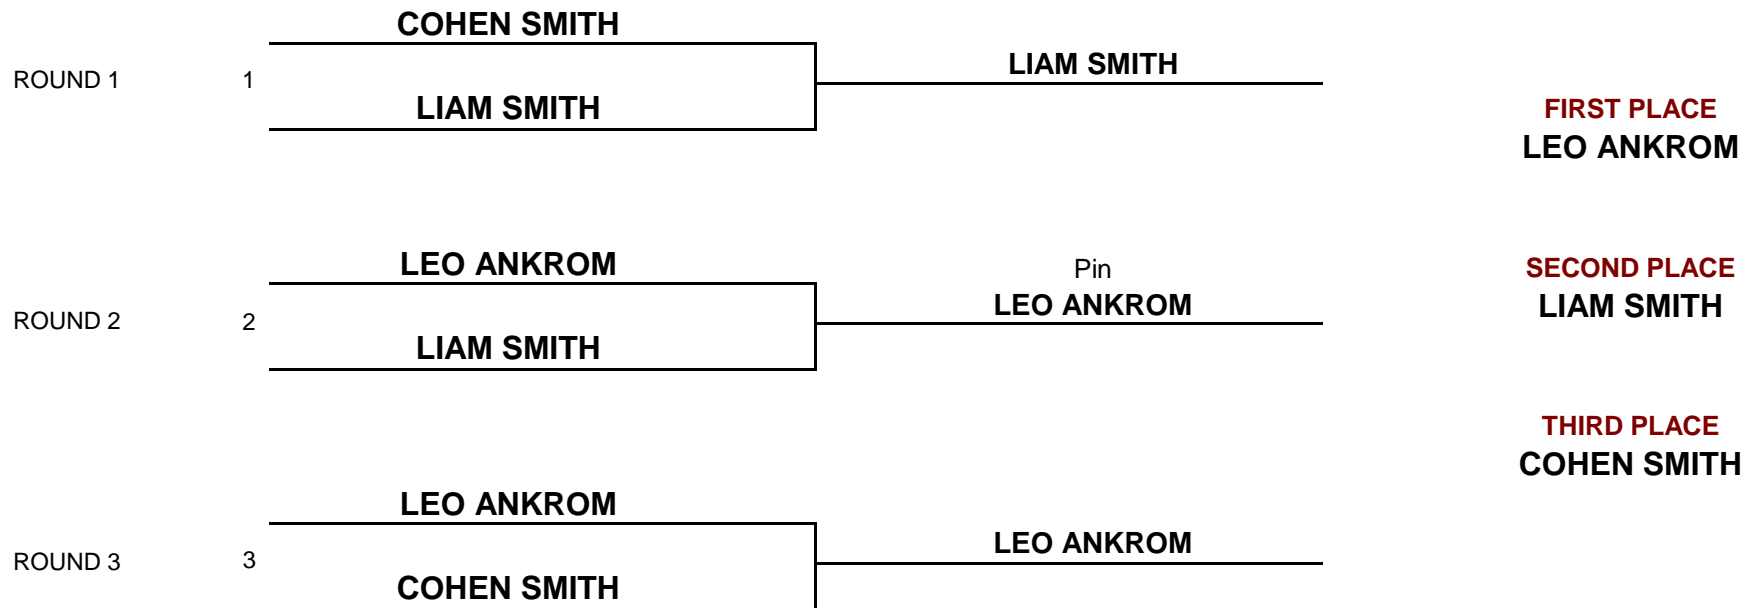 COHEN SMITH
ROUND 1
1
LIAM SMITH
LIAM SMITH
FIRST PLACE
LEO ANKROM
LEO ANKROM
ROUND 2
2
LIAM SMITH
Pin
LEO ANKROM
SECOND PLACE
LIAM SMITH
THIRD PLACE
COHEN SMITH
LEO ANKROM
ROUND 3
3
COHEN SMITH
LEO ANKROM